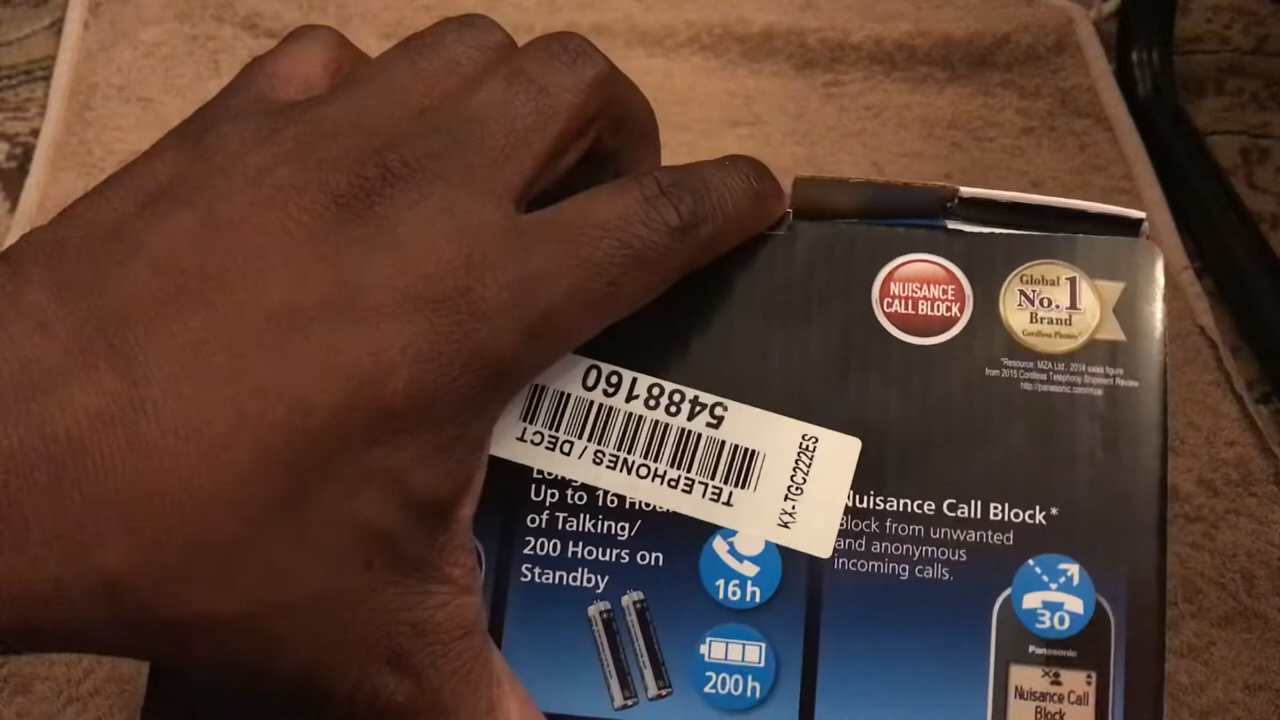 NUISANCE
CALL BLOCK
Global
No.1
Brand
Cordless Phones*
*Resource: MZA Ltd., 2014 sales figure
from 2015 Cordless Telephony Shipment Review
http://panasonic.com/mza/
5488160
TELEPHONES / DECT
KX-TGC222ES
Up to 16
of Talking/
200 Hours on
Standby
16h
200h
Nuisance Call Block*
Block from unwanted
and anonymous
incoming calls.
30
Panasonic
Nuisance Call
Block